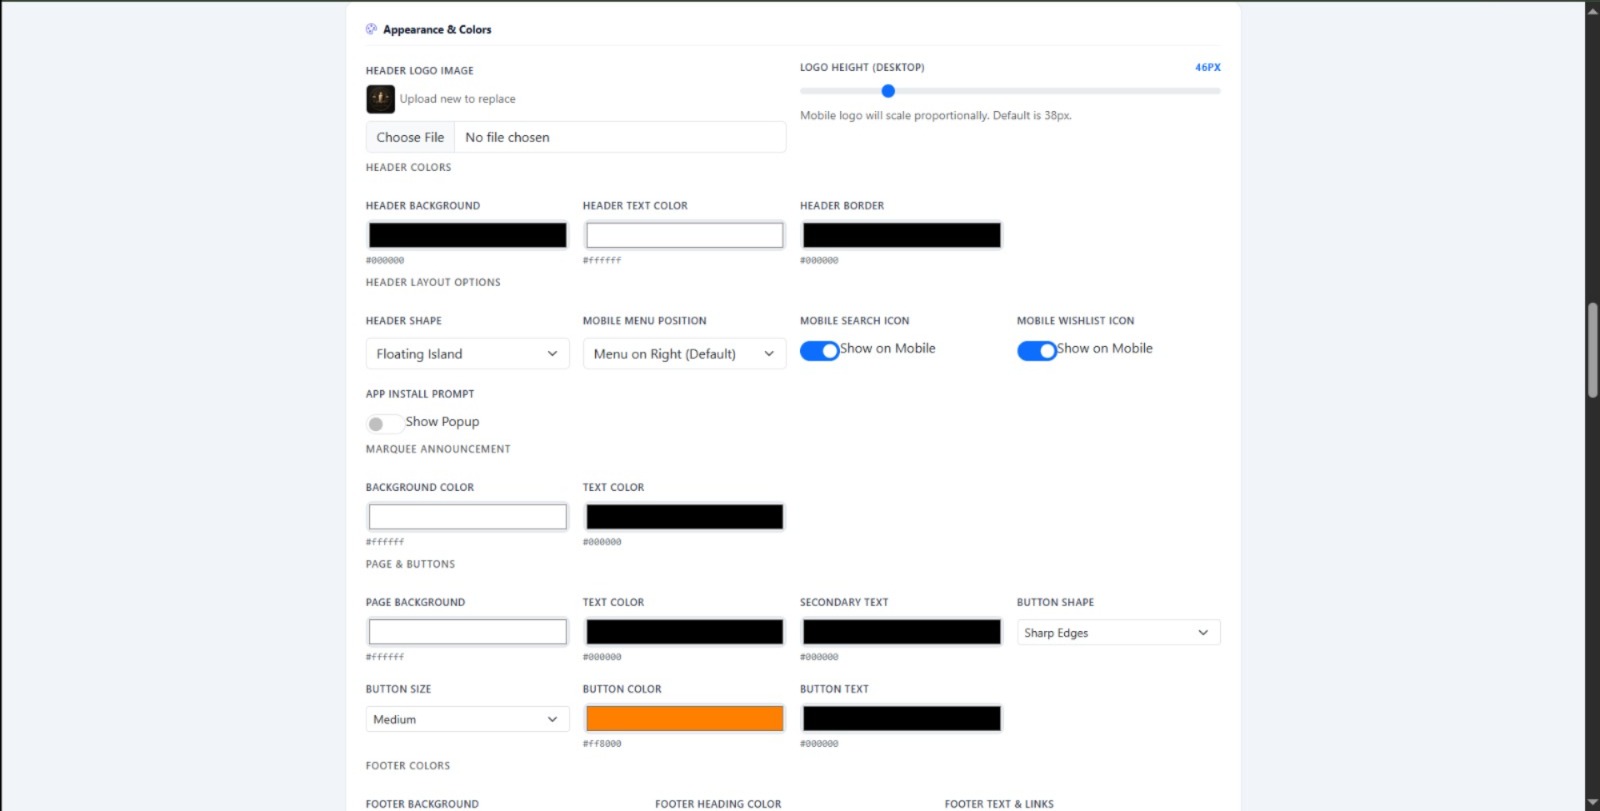 Appearance & Colors
HEADER LOGO IMAGE
Upload new to replace
Choose File No file chosen
LOGO HEIGHT (DESKTOP) 46PX
Mobile logo will scale proportionally. Default is 38px.
HEADER COLORS
HEADER BACKGROUND HEADER TEXT COLOR HEADER BORDER
#000000 #ffffff #000000
HEADER LAYOUT OPTIONS
HEADER SHAPE MOBILE MENU POSITION MOBILE SEARCH ICON MOBILE WISHLIST ICON
Floating Island Menu on Right (Default) Show on Mobile Show on Mobile
APP INSTALL PROMPT
Show Popup
MARQUEE ANNOUNCEMENT
BACKGROUND COLOR TEXT COLOR
#ffffff #000000
PAGE & BUTTONS
PAGE BACKGROUND TEXT COLOR SECONDARY TEXT BUTTON SHAPE
Sharp Edges
#ffffff #000000 #000000
BUTTON SIZE BUTTON COLOR BUTTON TEXT
Medium
#ff8000 #000000
FOOTER COLORS
FOOTER BACKGROUND FOOTER HEADING COLOR FOOTER TEXT & LINKS